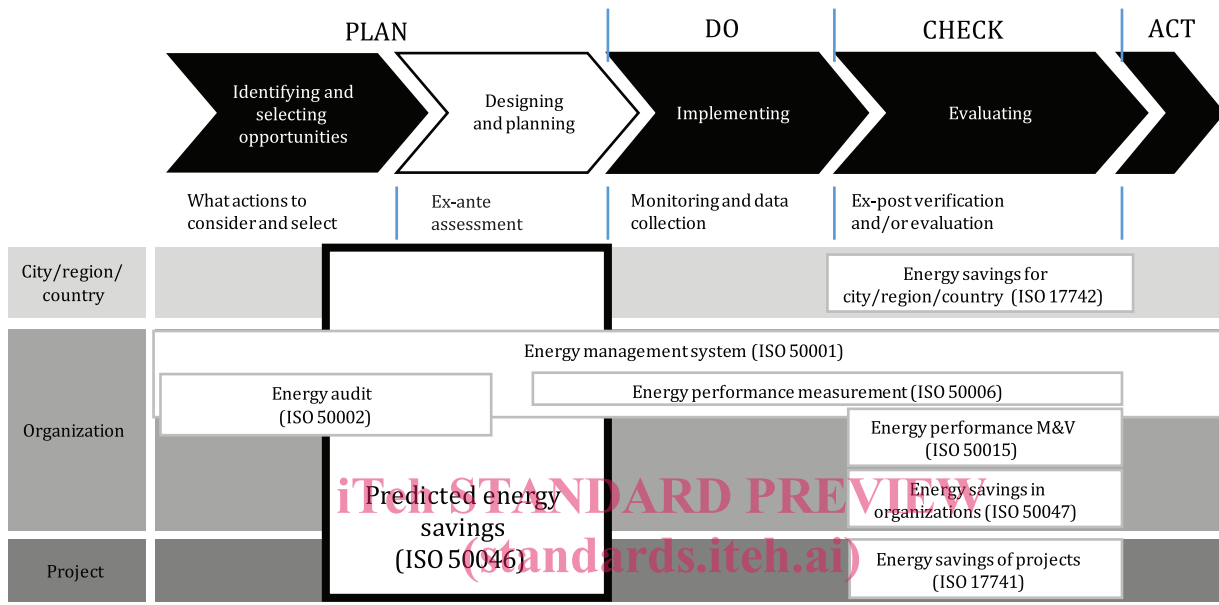 PLAN
DO
CHECK
ACT
Identifying and
selecting
opportunities
Designing
and planning
Implementing
Evaluating
What actions to
consider and select
Ex-ante
assessment
Monitoring and data
collection
Ex-post verification
and/or evaluation
City/region/
country
Energy savings for
city/region/country (ISO 17742)
Organization
Energy management system (ISO 50001)
Energy audit
(ISO 50002)
Energy performance measurement (ISO 50006)
Energy performance M&V
(ISO 50015)
Energy savings in
organizations (ISO 50047)
Predicted energy
savings
(ISO 50046)
iTeh STANDARD PREVIEW
(standards.iteh.ai)
Project
Energy savings of projects
(ISO 17741)